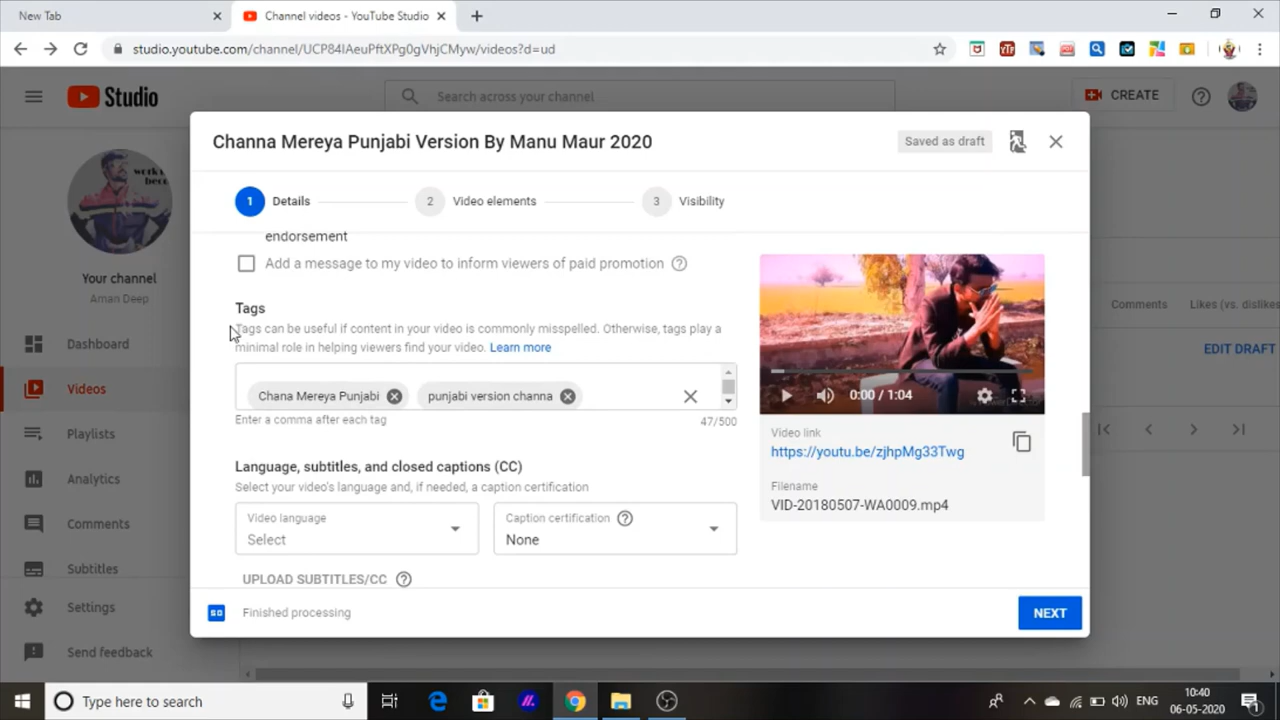 New Tab
Channel videos - YouTube Studio
studio.youtube.com/channel/UCP84IAeuPftXPg0gVhjCMyw/videos?d=ud
Studio
Search across your channel
CREATE
Your channel
Aman Deep
Dashboard
Videos
Playlists
Analytics
Comments
Subtitles
Settings
Send feedback
Comments
Likes (vs. dislikes
EDIT DRAFT
Channa Mereya Punjabi Version By Manu Maur 2020
Saved as draft
1 Details
2 Video elements
3 Visibility
endorsement
Add a message to my video to inform viewers of paid promotion
Tags
Tags can be useful if content in your video is commonly misspelled. Otherwise, tags play a
minimal role in helping viewers find your video. Learn more
Chana Mereya Punjabi
punjabi version channa
Enter a comma after each tag
47/500
Language, subtitles, and closed captions (CC)
Select your video's language and, if needed, a caption certification
Video language
Select
Caption certification
None
UPLOAD SUBTITLES/CC
0:00 / 1:04
Video link
https://youtu.be/zjhpMg33Twg
Filename
VID-20180507-WA0009.mp4
SD
Finished processing
NEXT
Type here to search
ENG
10:40
06-05-2020